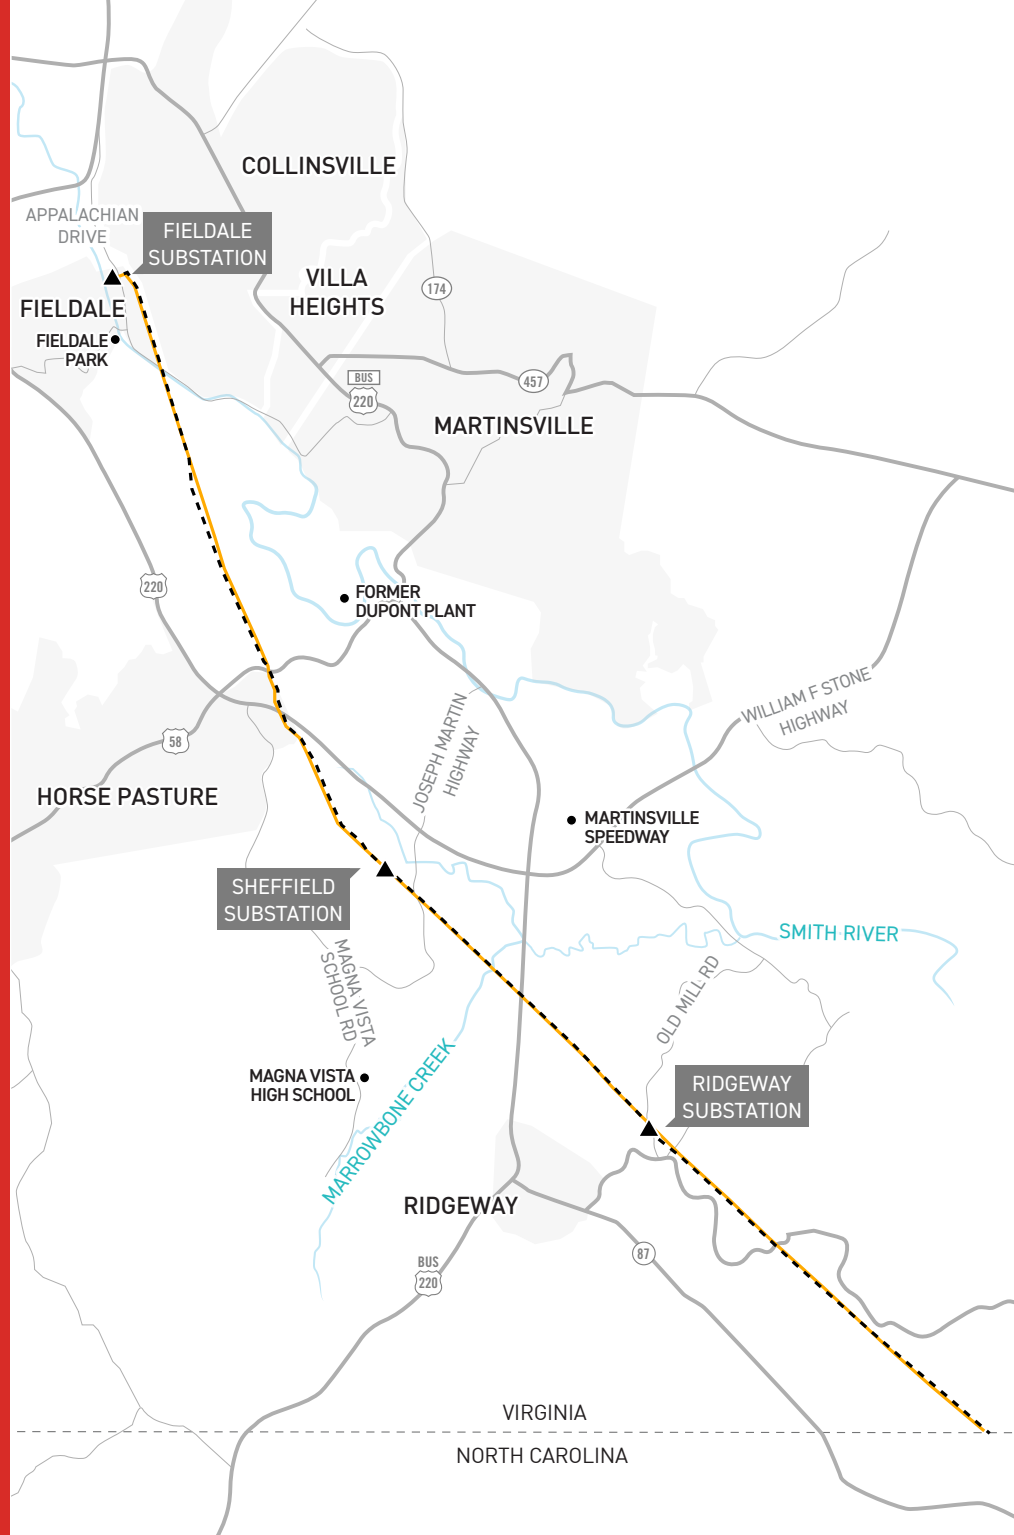 COLLINSVILLE
APPALACHIAN
DRIVE
FIELDALE
SUBSTATION
VILLA
HEIGHTS
174
FIELDALE
FIELDALE
PARK
BUS
220
457
MARTINSVILLE
220
FORMER
DUPONT PLANT
WILLIAM F STONE
HIGHWAY
JOSEPH MARTIN
HIGHWAY
58
HORSE PASTURE
MARTINSVILLE
SPEEDWAY
SHEFFIELD
SUBSTATION
SMITH RIVER
MAGNA VISTA
SCHOOL RD
OLD MILL RD
MAGNA VISTA
HIGH SCHOOL
MARROWBONE CREEK
RIDGEWAY
SUBSTATION
RIDGEWAY
BUS
220
87
VIRGINIA
NORTH CAROLINA